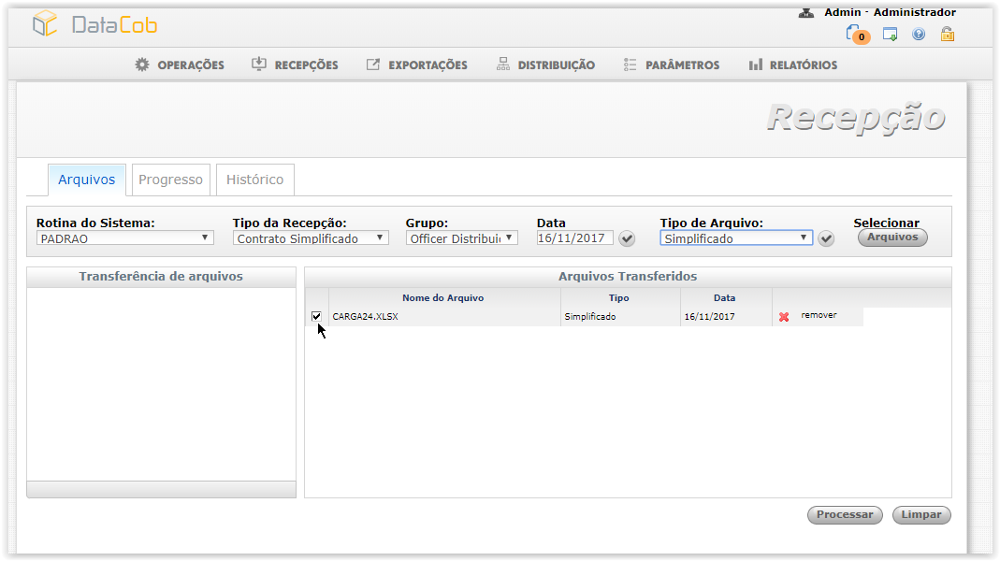 DataCob
Admin - Administrador
0
OPERAÇÕES RECEPÇÕES EXPORTAÇÕES DISTRIBUIÇÃO PARÂMETROS RELATÓRIOS
Recepção
Arquivos Progresso Histórico
Rotina do Sistema: Tipo da Recepção: Grupo: Data Tipo de Arquivo: Selecionar
PADRAO Contrato Simplificado Officer Distribui 16/11/2017 Simplificado Arquivos
Transferência de arquivos Arquivos Transferidos
Nome do Arquivo Tipo Data
CARGA24.XLSX Simplificado 16/11/2017 remover
Processar Limpar